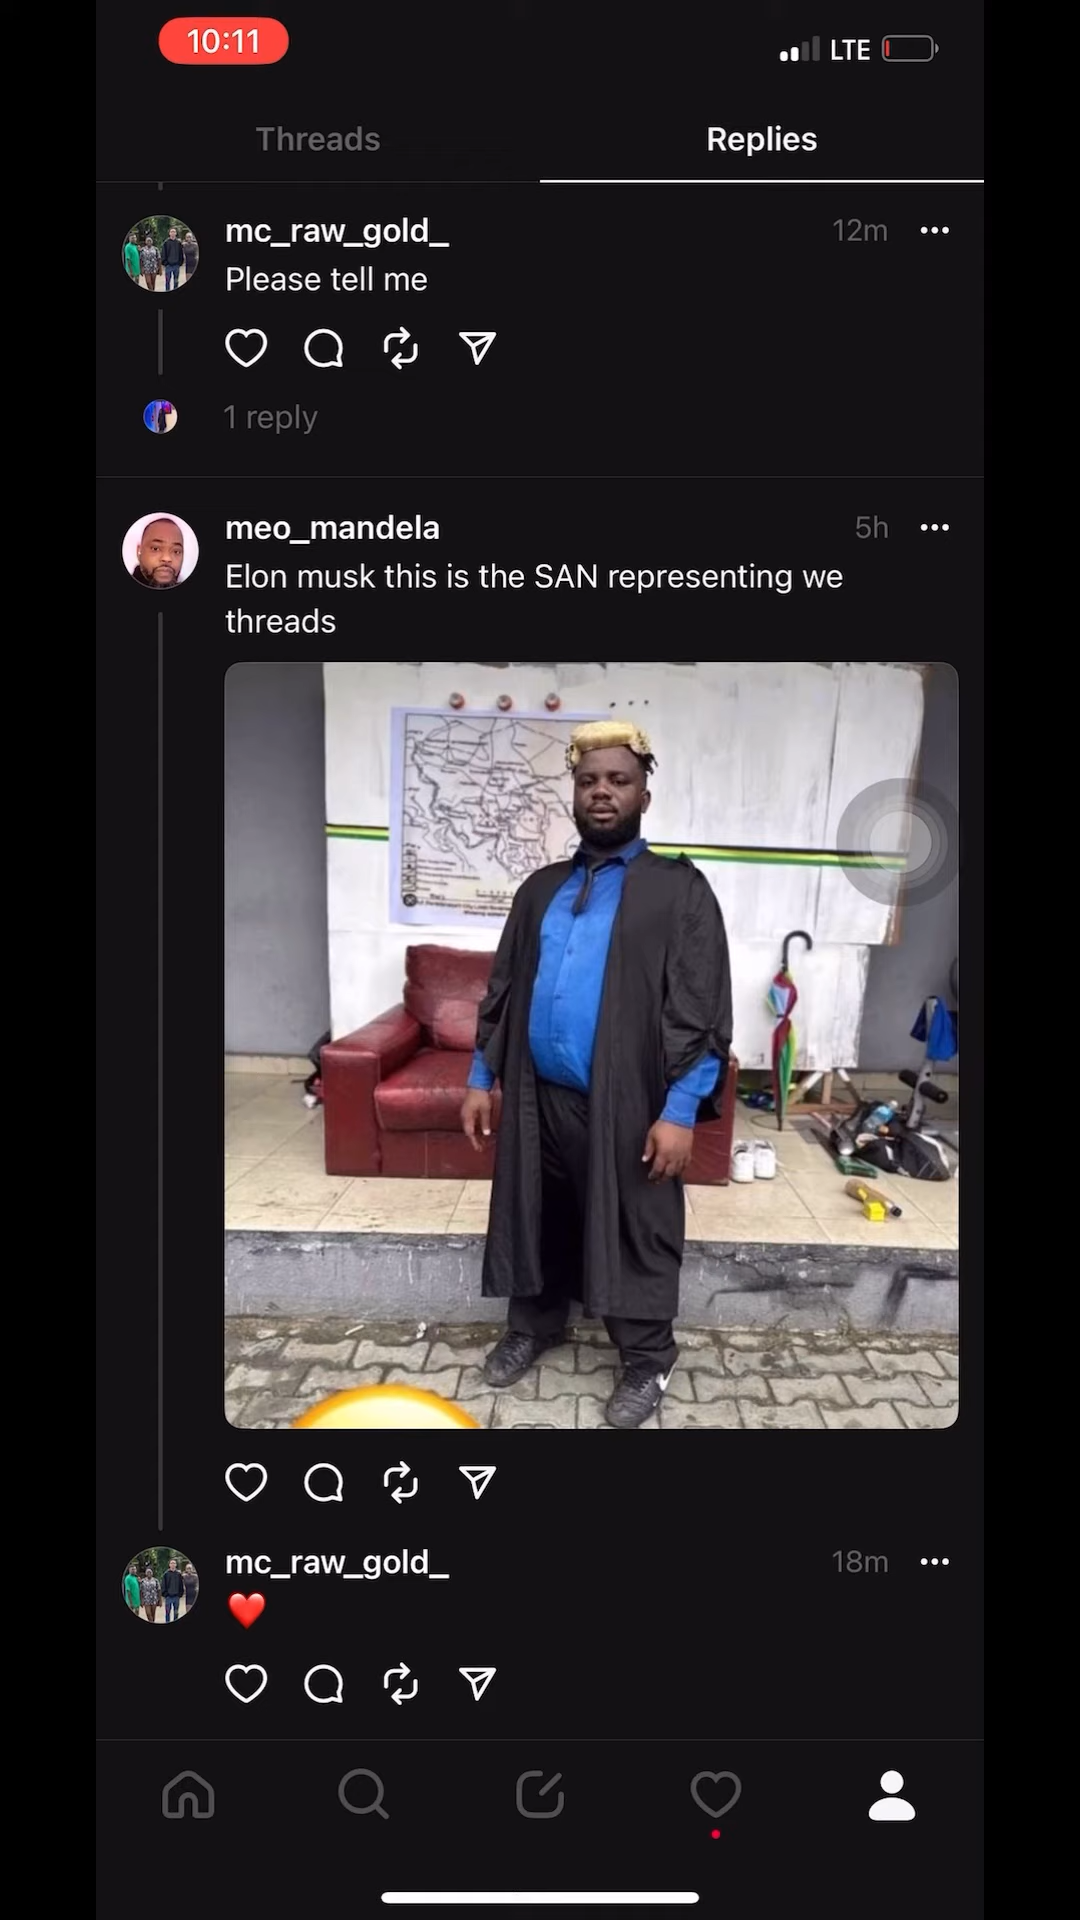 10:11
LTE
Threads
Replies
mc_raw_gold_
12m
Please tell me
1 reply
meo_mandela
5h
Elon musk this is the SAN representing we
threads
mc_raw_gold_
18m
❤️